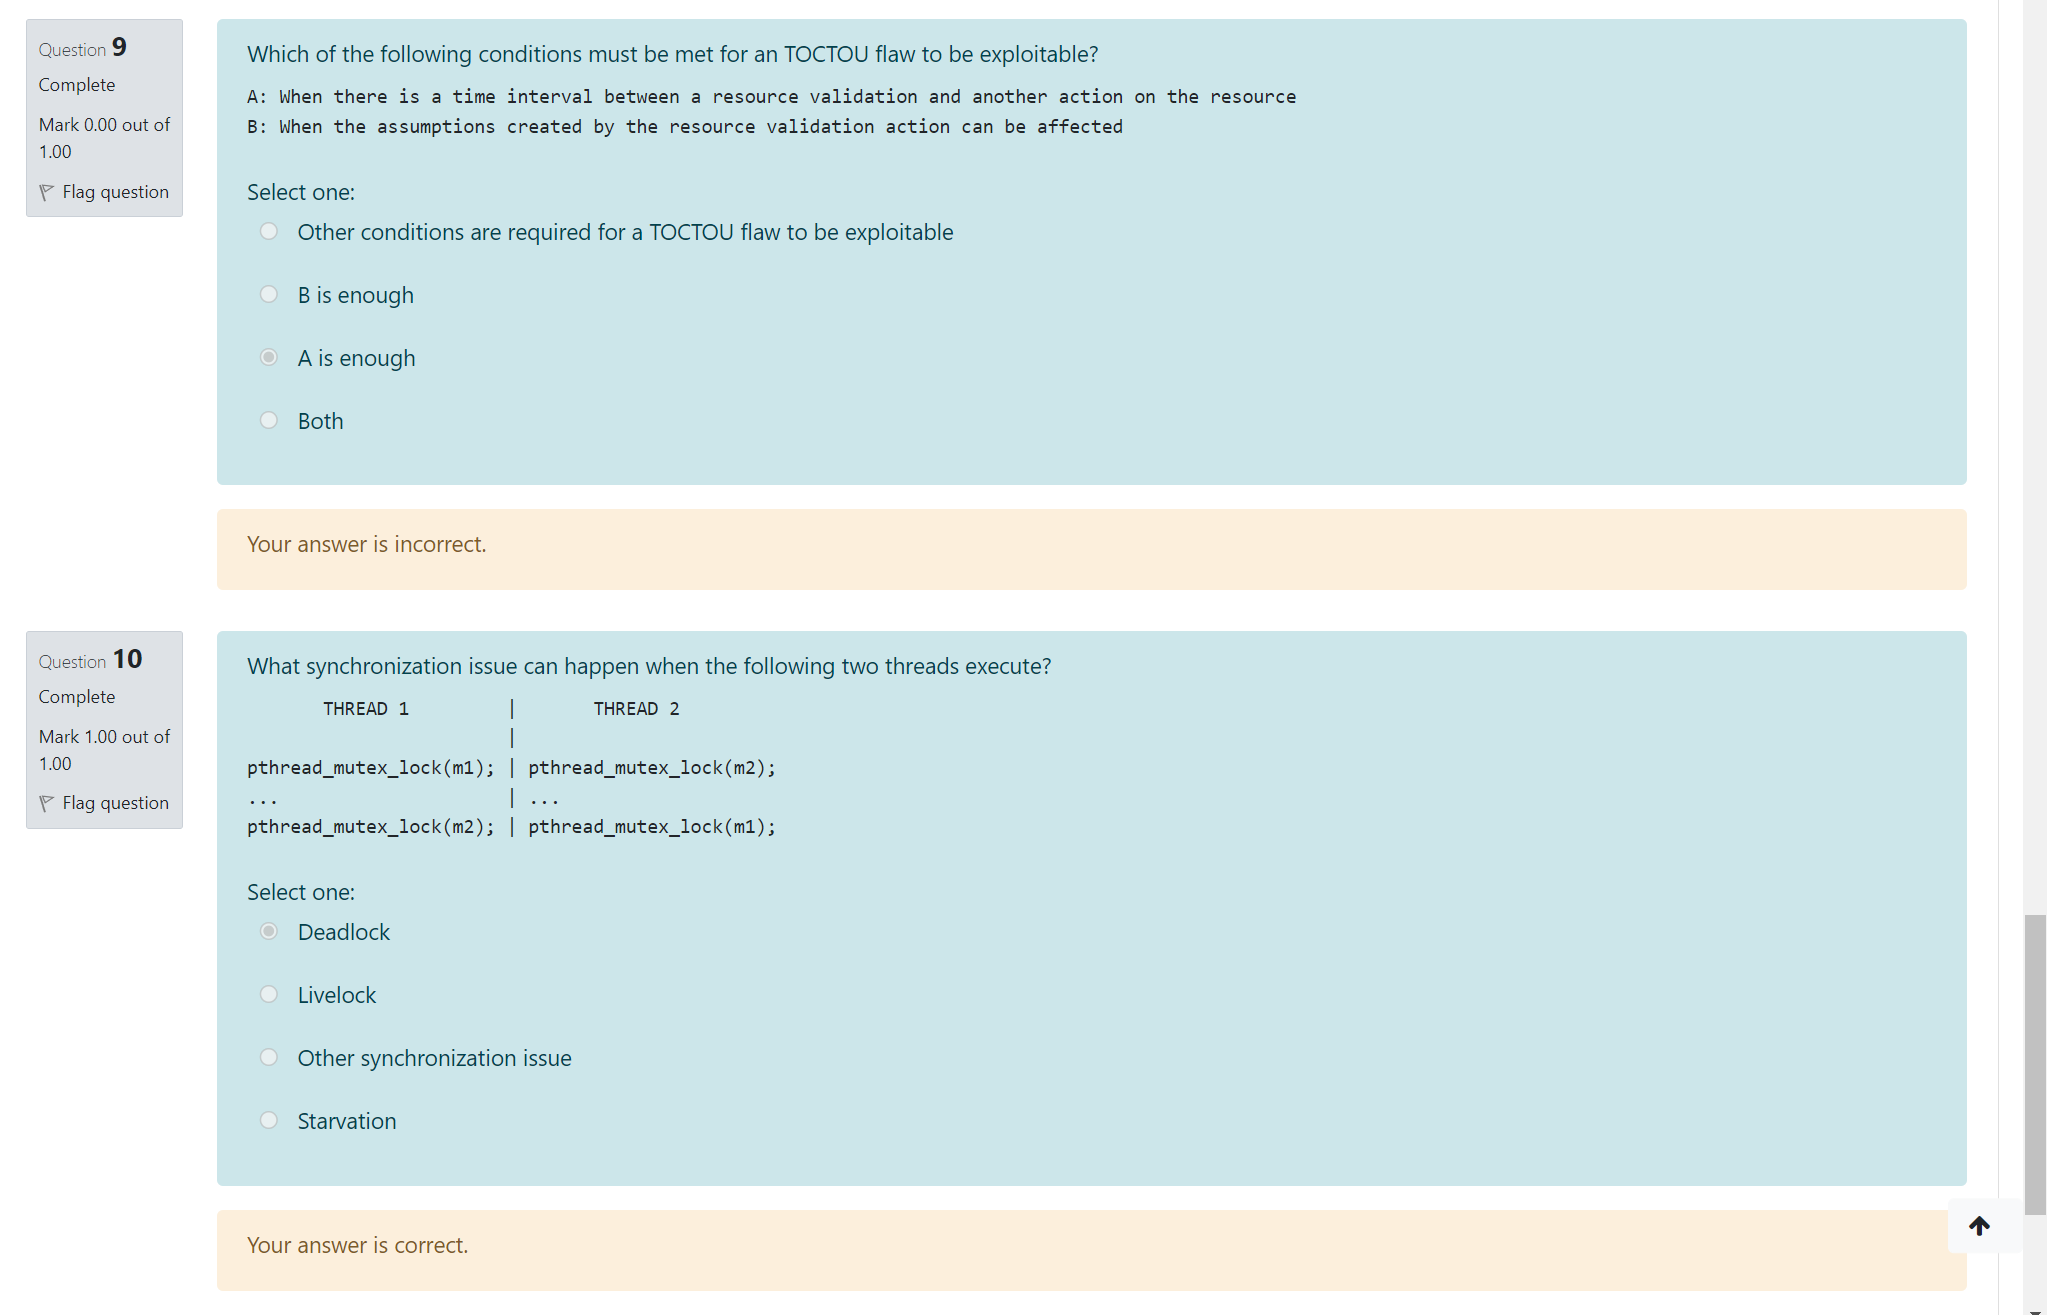 Question 9
Complete
Mark 0.00 out of
1.00
Flag question
Which of the following conditions must be met for an TOCTOU flaw to be exploitable?
A: When there is a time interval between a resource validation and another action on the resource
B: When the assumptions created by the resource validation action can be affected
Select one:
Other conditions are required for a TOCTOU flaw to be exploitable
B is enough
A is enough
Both
Your answer is incorrect.
Question 10
Complete
Mark 1.00 out of
1.00
Flag question
What synchronization issue can happen when the following two threads execute?
THREAD 1 | THREAD 2
|
pthread_mutex_lock(m1); | pthread_mutex_lock(m2);
... | ...
pthread_mutex_lock(m2); | pthread_mutex_lock(m1);
Select one:
Deadlock
Livelock
Other synchronization issue
Starvation
Your answer is correct.